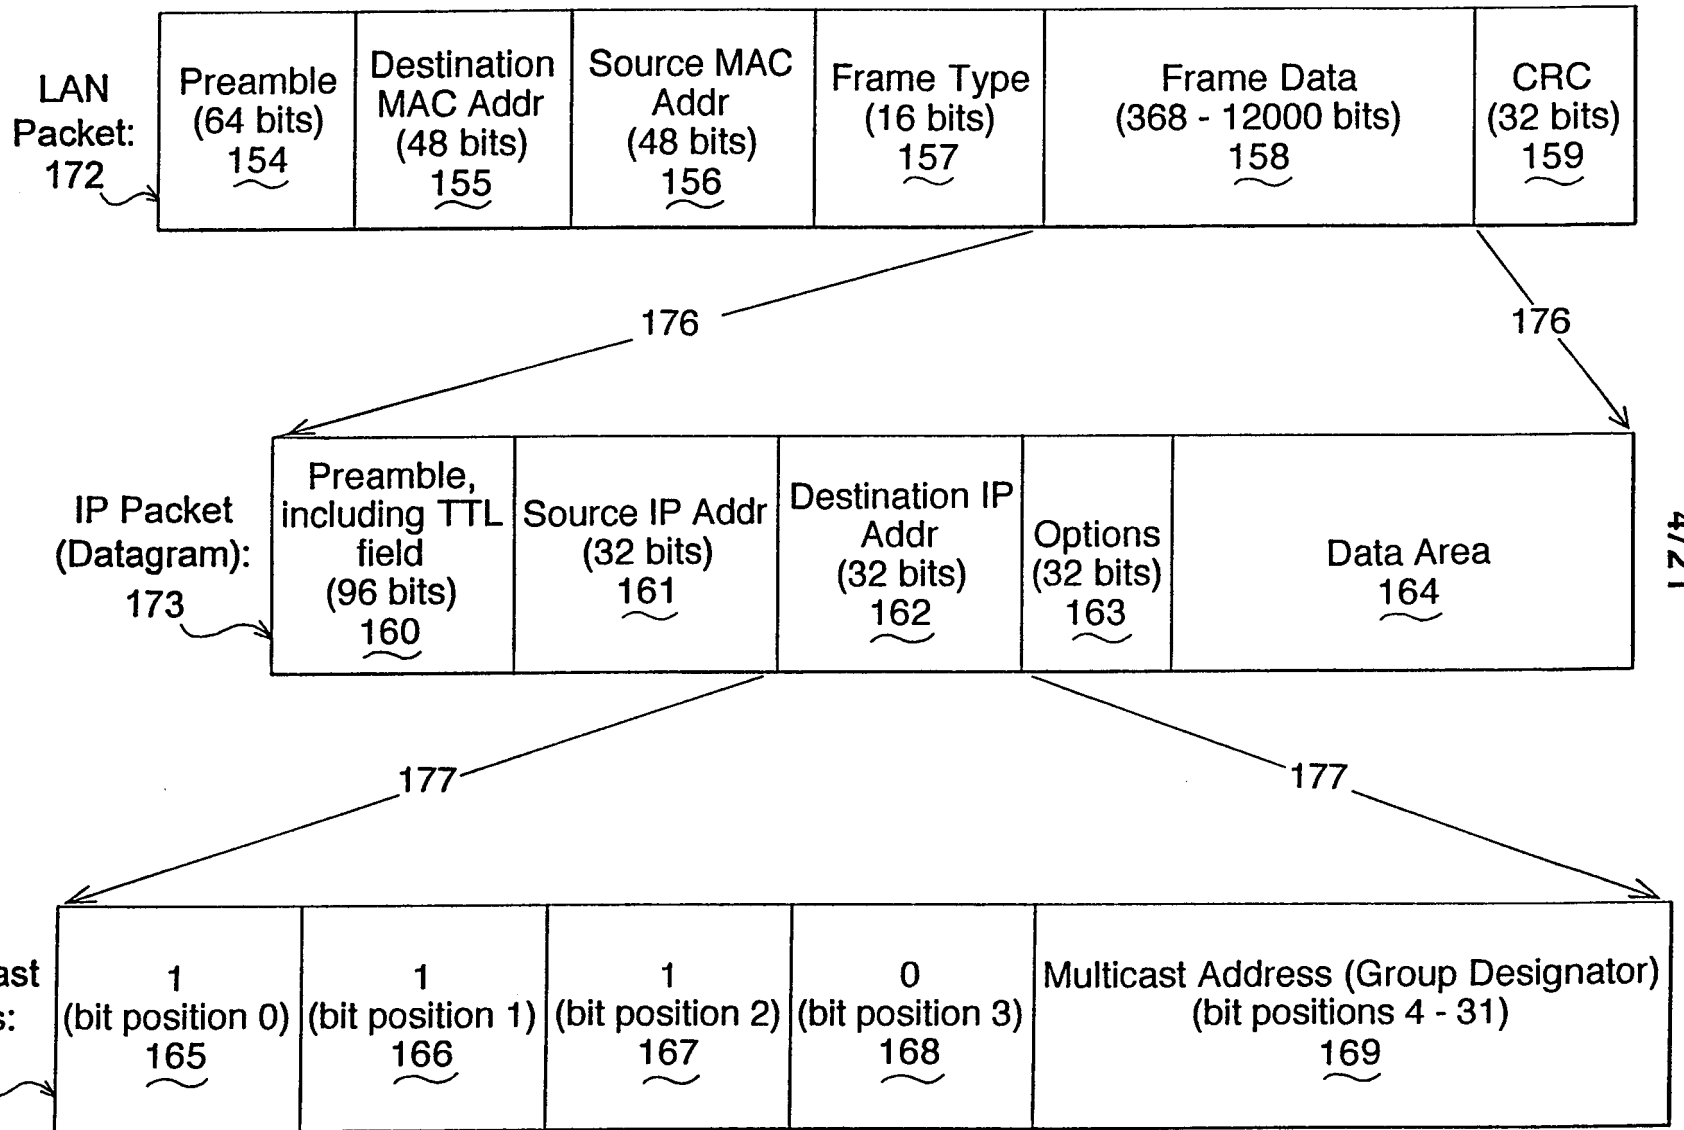 LAN
Packet:
172
Preamble
(64 bits)
154
Destination
MAC Addr
(48 bits)
155
Source MAC
Addr
(48 bits)
156
Frame Type
(16 bits)
157
Frame Data
(368 - 12000 bits)
158
CRC
(32 bits)
159
176
176
IP Packet
(Datagram):
173
Preamble,
including TTL
field
(96 bits)
160
Source IP Addr
(32 bits)
161
Destination IP
Addr
(32 bits)
162
Options
(32 bits)
163
Data Area
164
4/21
177
177
ast
s:
1
(bit position 0)
165
1
(bit position 1)
166
1
(bit position 2)
167
0
(bit position 3)
168
Multicast Address (Group Designator)
(bit positions 4 - 31)
169